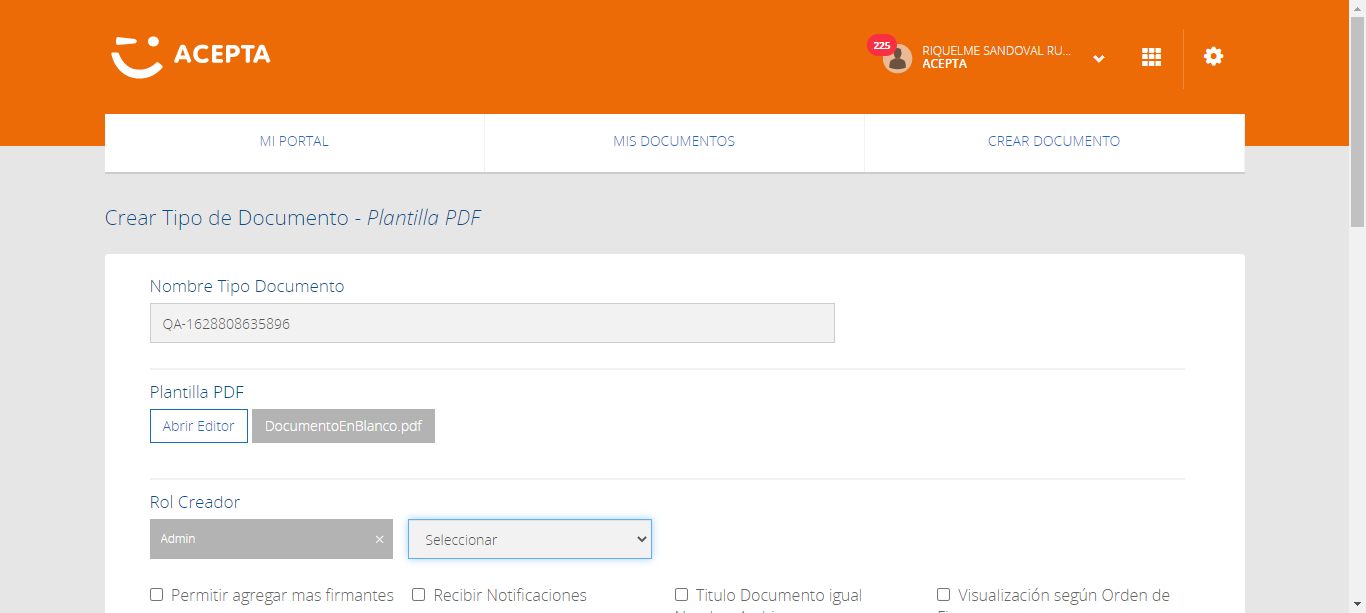 ACEPTA
225
RIQUELME SANDOVAL RU...
ACEPTA
MI PORTAL
MIS DOCUMENTOS
CREAR DOCUMENTO
Crear Tipo de Documento - Plantilla PDF
Nombre Tipo Documento
QA-1628808635896
Plantilla PDF
Abrir Editor
DocumentoEnBlanco.pdf
Rol Creador
Admin ×
Seleccionar
Permitir agregar mas firmantes
Recibir Notificaciones
Titulo Documento igual
Visualización según Orden de